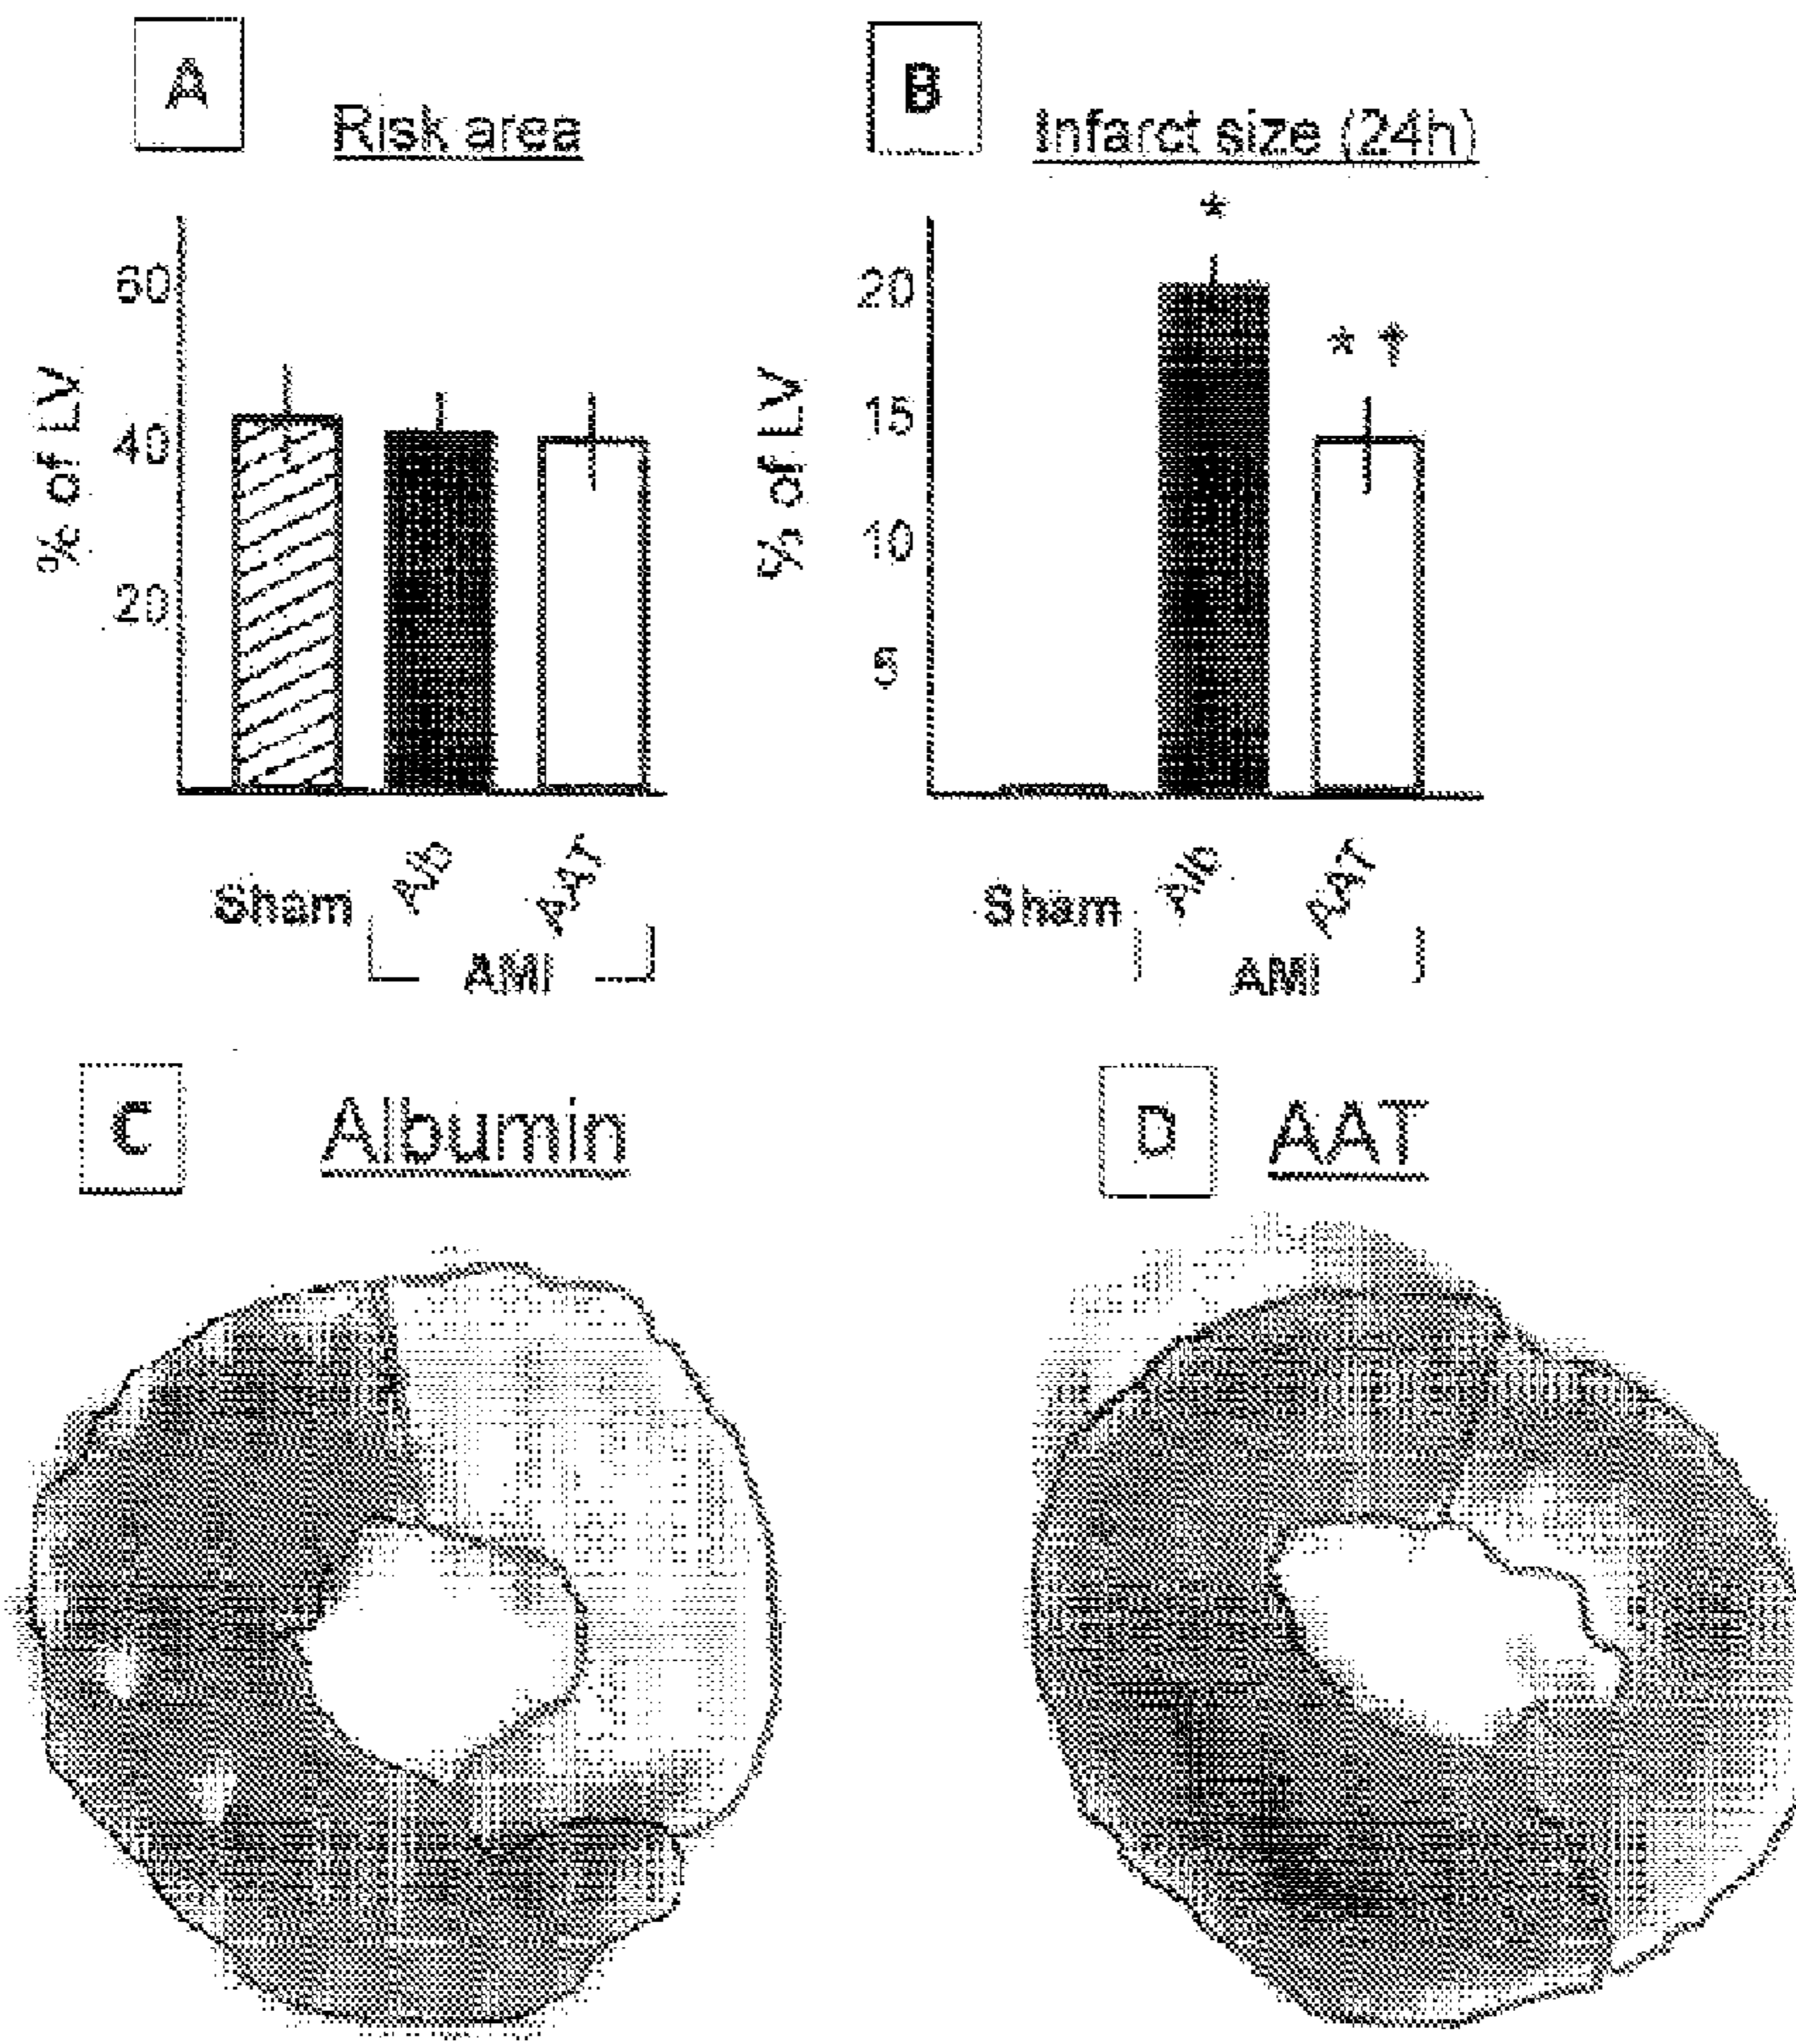 A
Risk area
% of LV
60
40
20
Sham
Alb
AAT
AMI
B
Infarct size (24h)
% of LV
*
* †
20
15
10
5
Sham
Alb
AAT
AMI
C
Albumin
D
AAT